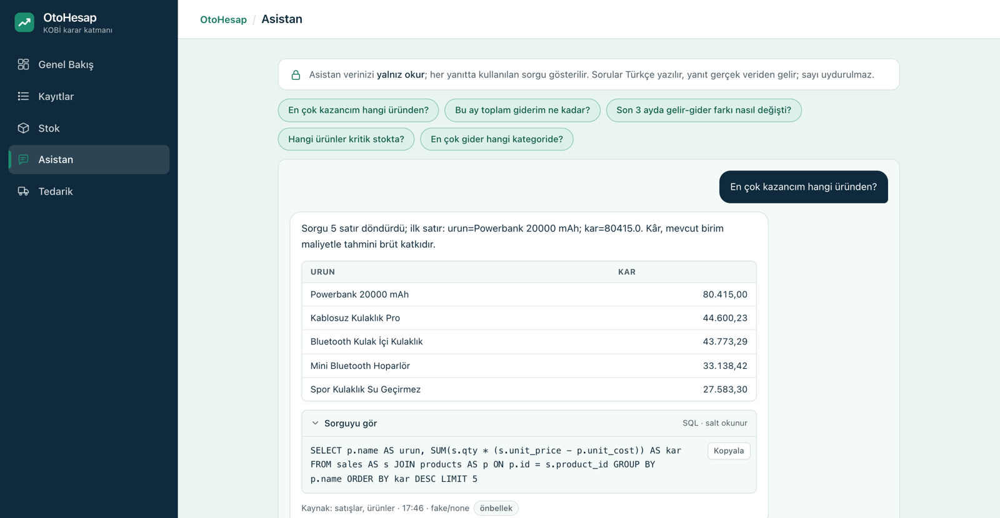 OtoHesap
KOBİ karar katmanı
Genel Bakış
Kayıtlar
Stok
Asistan
Tedarik
OtoHesap / Asistan
Asistan verinizi yalnız okur; her yanıtta kullanılan sorgu gösterilir. Sorular Türkçe yazılır, yanıt gerçek veriden gelir; sayı uydurulmaz.
En çok kazancım hangi üründen? Bu ay toplam giderim ne kadar? Son 3 ayda gelir-gider farkı nasıl değişti?
Hangi ürünler kritik stokta? En çok gider hangi kategoride?
En çok kazancım hangi üründen?
Sorgu 5 satır döndürdü; ilk satır: urun=Powerbank 20000 mAh; kar=80415.0. Kâr, mevcut birim
maliyetle tahmini brüt katkıdır.
URUN KAR
Powerbank 20000 mAh 80.415,00
Kablosuz Kulaklık Pro 44.600,23
Bluetooth Kulak İçi Kulaklık 43.773,29
Mini Bluetooth Hoparlör 33.138,42
Spor Kulaklık Su Geçirmez 27.583,30
Sorguyu gör SQL · salt okunur
SELECT p.name AS urun, SUM(s.qty * (s.unit_price - p.unit_cost)) AS kar Kopyala
FROM sales AS s JOIN products AS p ON p.id = s.product_id GROUP BY
p.name ORDER BY kar DESC LIMIT 5
Kaynak: satışlar, ürünler · 17:46 · fake/none önbellek